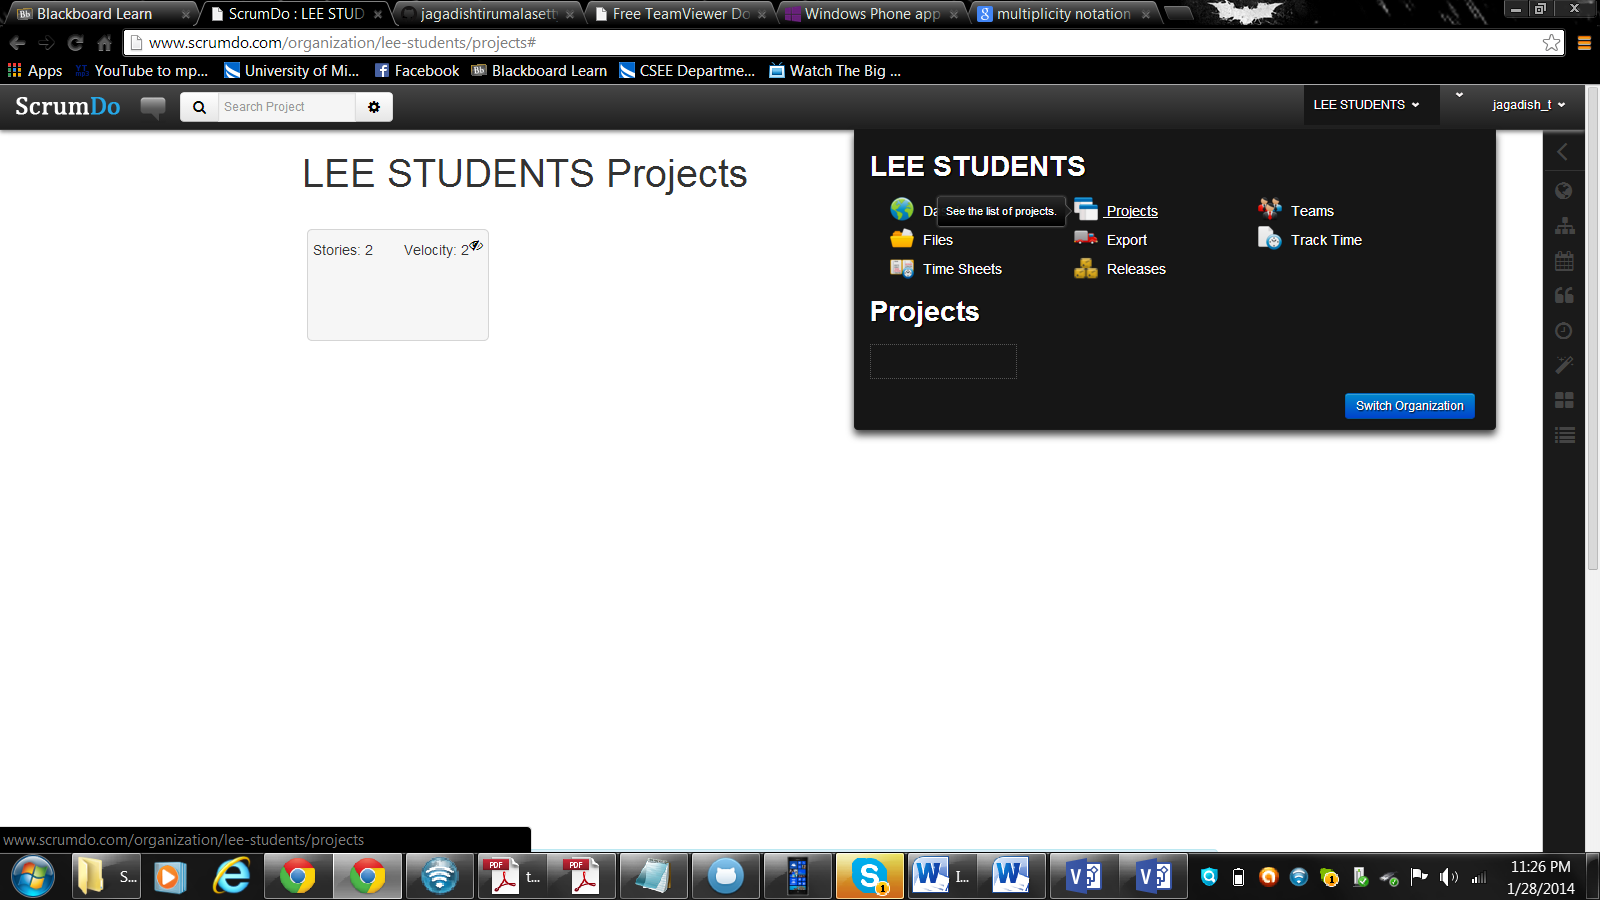 Blackboard Learn
ScrumDo : LEE STUD
jagadishtirumalasett
Free TeamViewer Do
Windows Phone app
multiplicity notation
www.scrumdo.com/organization/lee-students/projects#
Apps
YouTube to mp...
University of Mi...
Facebook
Blackboard Learn
CSEE Departme...
Watch The Big ...
ScrumDo
Search Project
LEE STUDENTS
jagadish_t
LEE STUDENTS Projects
Stories: 2
Velocity: 2
LEE STUDENTS
See the list of projects.
Projects
Teams
Files
Export
Track Time
Time Sheets
Releases
Projects
Switch Organization
www.scrumdo.com/organization/lee-students/projects
S...
PDF
t...
PDF
I...
11:26 PM
1/28/2014